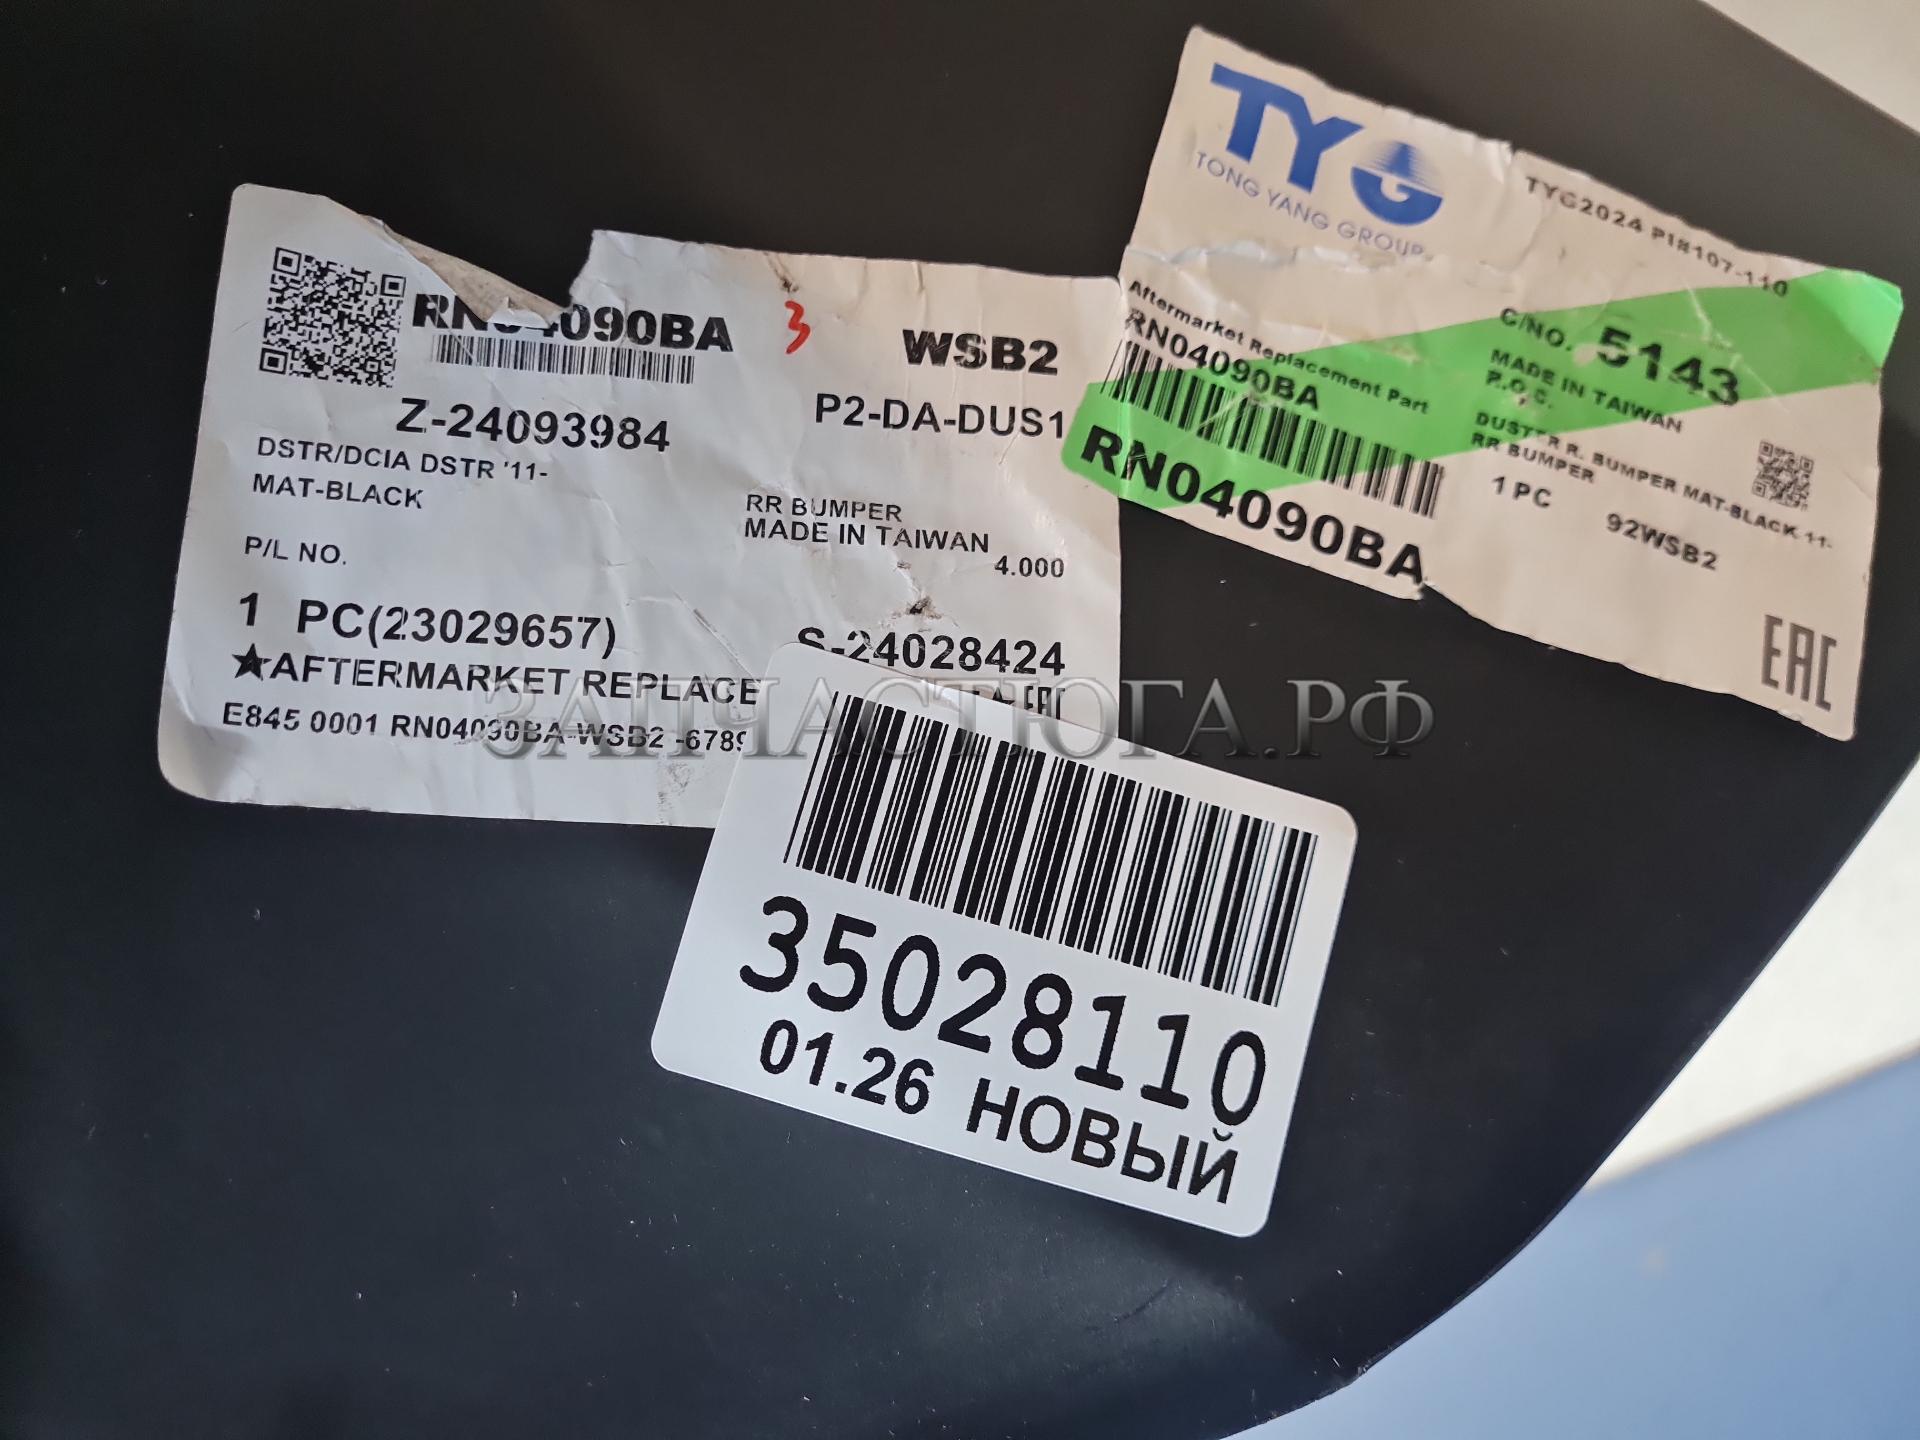 TYG
TONG YANG GROUP
TYG2024 P18107-110
Aftermarket Replacement Part
RN04090BA
RN04090BA
C/NO. 5143
MADE IN TAIWAN
R.O.C.
DUSTER R. BUMPER MAT-BLACK 11-
RR BUMPER
1 PC
92WSB2
EAC
RN04090BA
3
WSB2
Z-24093984
P2-DA-DUS1
DSTR/DCIA DSTR '11-
MAT-BLACK
RR BUMPER
MADE IN TAIWAN
4.000
P/L NO.
1 PC(23029657)
S-24028424
★AFTERMARKET REPLACE
EAC
E845 0001 RN04090BA-WSB2 -6789
ЗАПЧАСТЮГА.РФ
35028110
01.26 НОВЫЙ